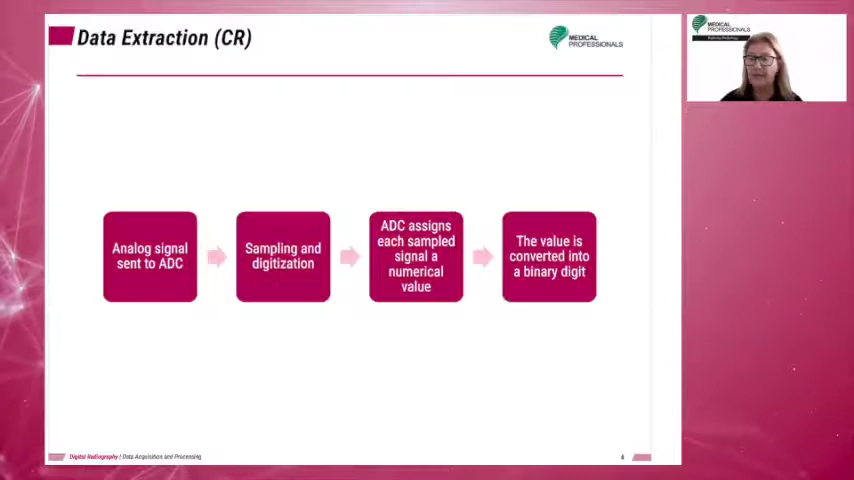 Data Extraction (CR)
MEDICAL
PROFESSIONALS
MEDICAL
PROFESSIONALS
Analog signal
sent to ADC
Sampling and
digitization
ADC assigns
each sampled
signal a
numerical
value
The value is
converted into
a binary digit
Digital Radiography | Data Acquisition and Processing
6